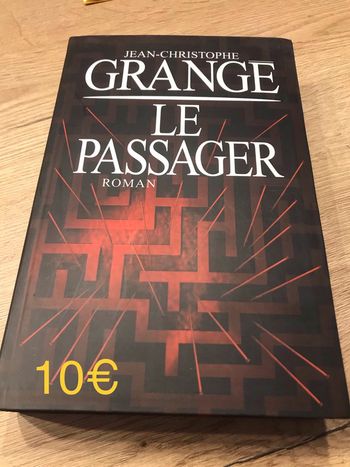 JEAN-CHRISTOPHE
GRANGE
LE
PASSAGER
ROMAN
10€